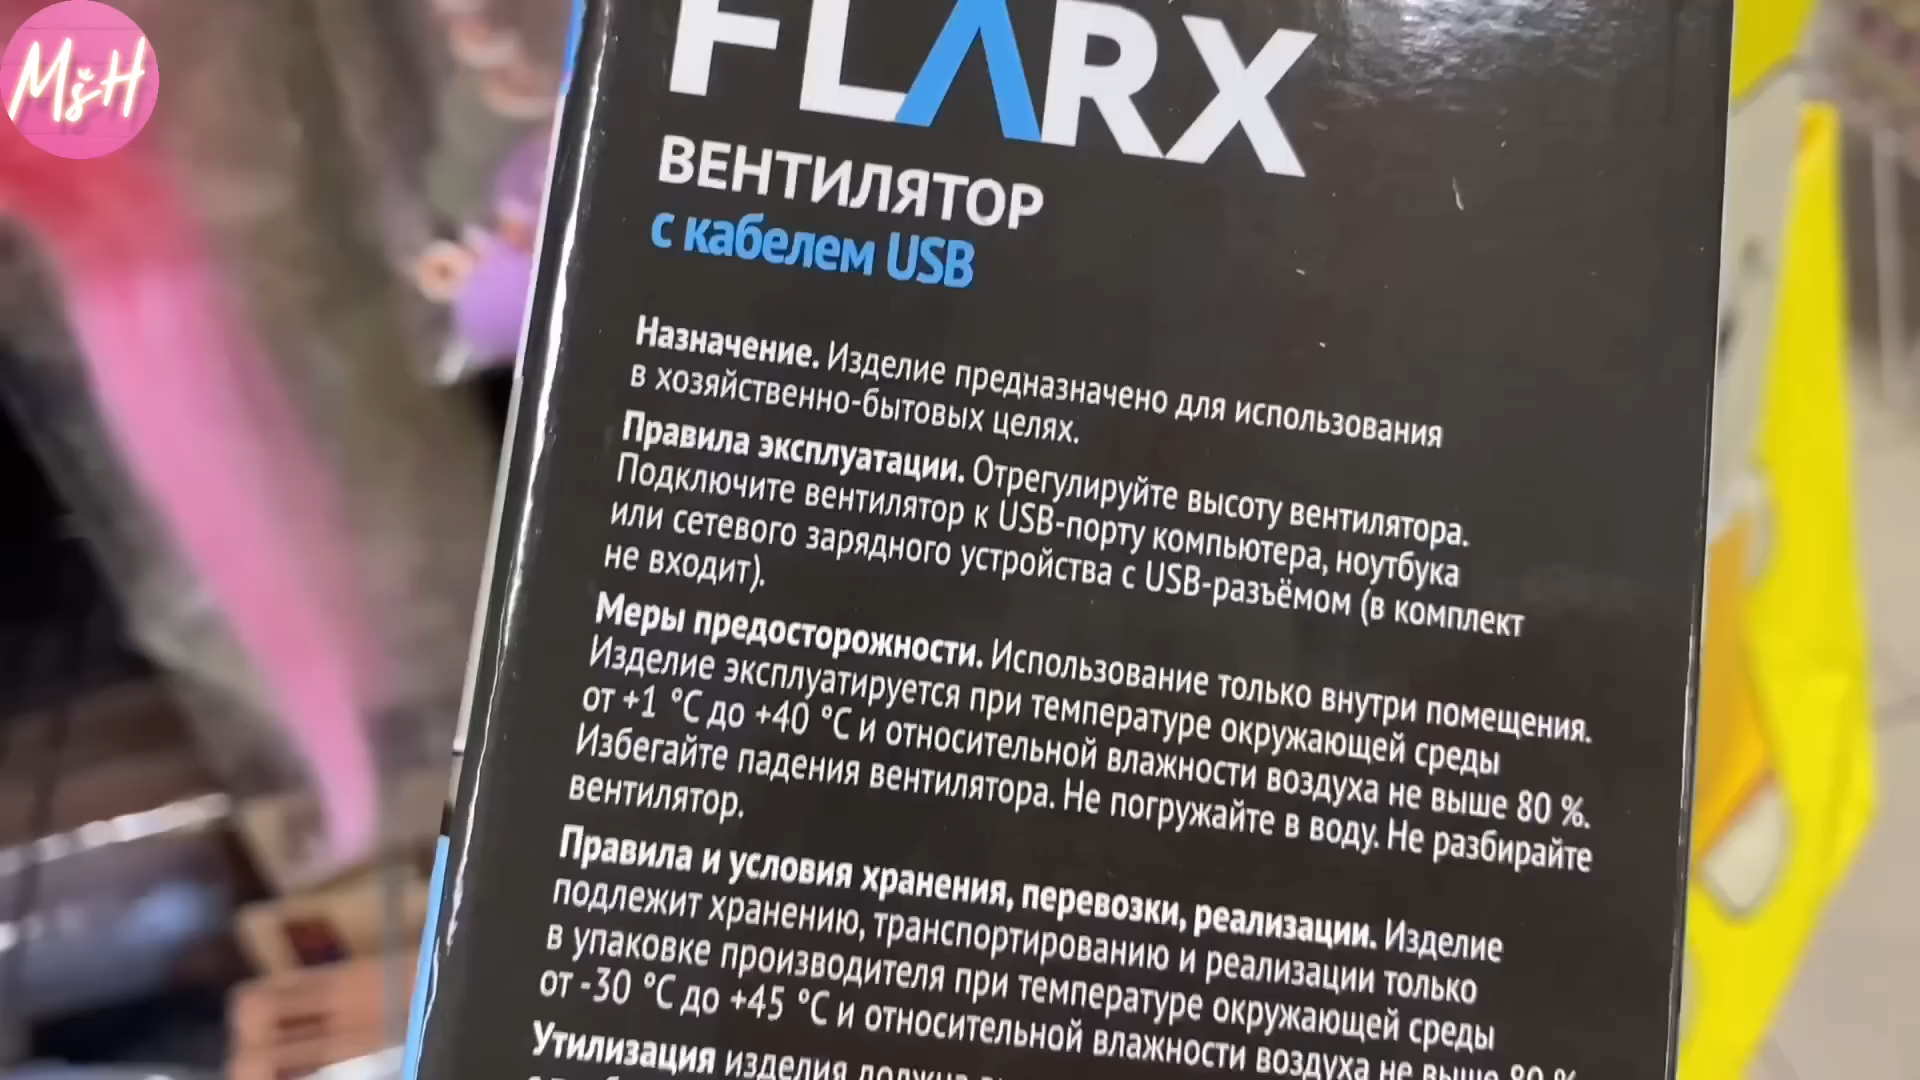 MsH
FLARX
ВЕНТИЛЯТОР
с кабелем USB
Назначение. Изделие предназначено для использования
в хозяйственно-бытовых целях.
Правила эксплуатации. Отрегулируйте высоту вентилятора.
Подключите вентилятор к USB-порту компьютера, ноутбука
или сетевого зарядного устройства с USB-разъёмом (в комплект
не входит).
Меры предосторожности. Использование только внутри помещения.
Изделие эксплуатируется при температуре окружающей среды
от +1 °C до +40 °C и относительной влажности воздуха не выше 80 %.
Избегайте падения вентилятора. Не погружайте в воду. Не разбирайте
вентилятор.
Правила и условия хранения, перевозки, реализации. Изделие
подлежит хранению, транспортированию и реализации только
в упаковке производителя при температуре окружающей среды
от -30 °C до +45 °C и относительной влажности воздуха не выше 80 %.
Утилизация изделия должна